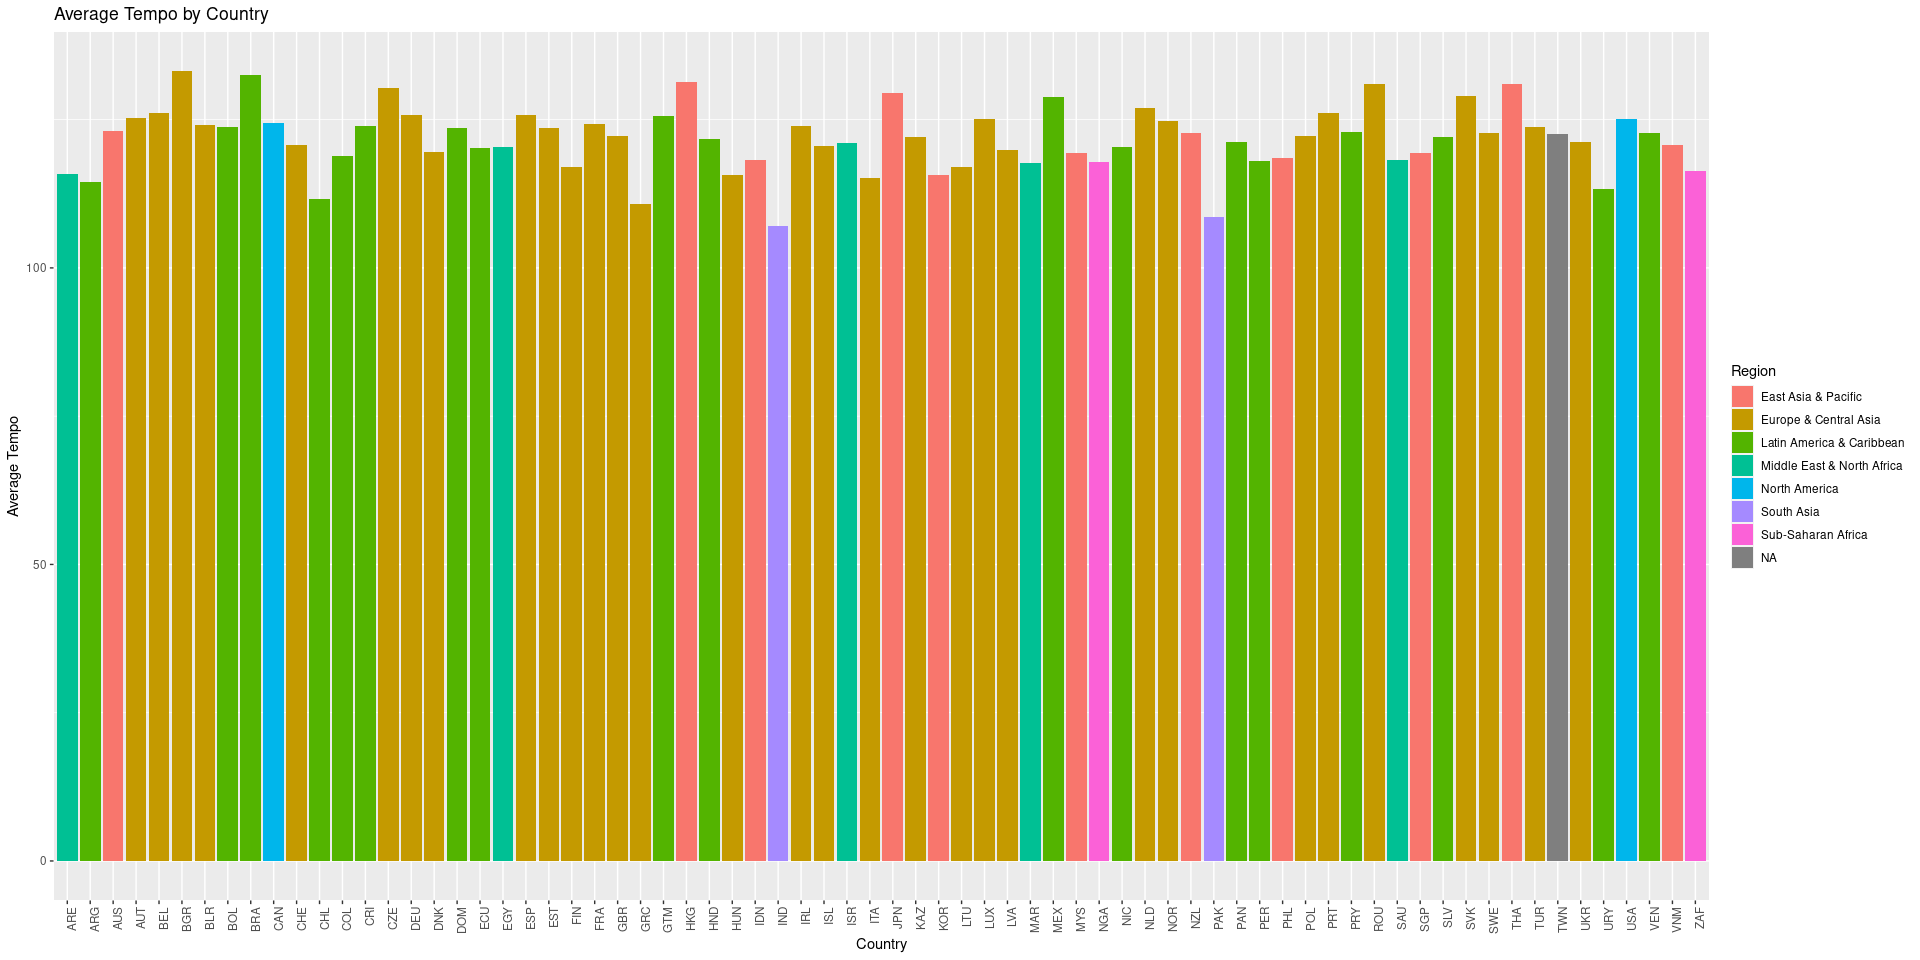 Average Tempo by Country
Average Tempo
100
50
0
ARE ARG AUS AUT BEL BGR BLR BOL BRA CAN CHE CHL COL CRI CZE DEU DNK DOM ECU EGY ESP EST FIN FRA GBR GRC GTM HKG HND HUN IDN IND IRL ISL ISR ITA JPN KAZ KOR LTU LUX LVA MAR MEX MYS NGA NIC NLD NOR NZL PAK PAN PER PHL POL PRT PRY ROU SAU SGP SLV SVK SWE THA TUR TWN UKR URY USA VEN VNM ZAF
Country
Region
East Asia & Pacific
Europe & Central Asia
Latin America & Caribbean
Middle East & North Africa
North America
South Asia
Sub-Saharan Africa
NA